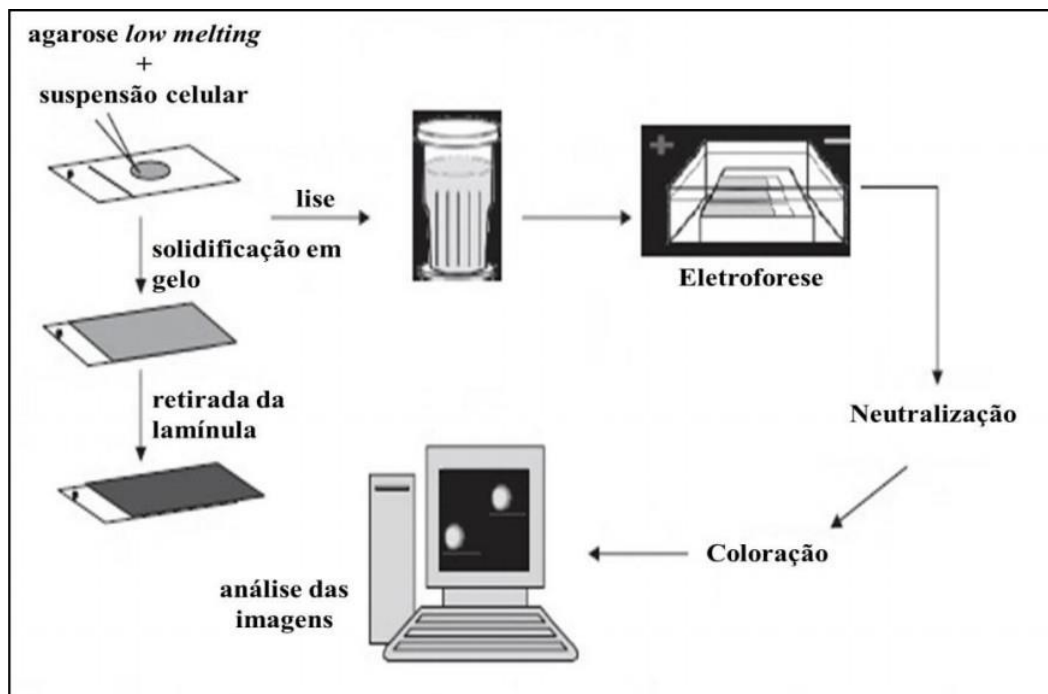 agarose low melting
+
suspensão celular
lise
solidificação em
gelo
retirada da
lamínula
+
−
Eletroforese
Neutralização
Coloração
análise das
imagens